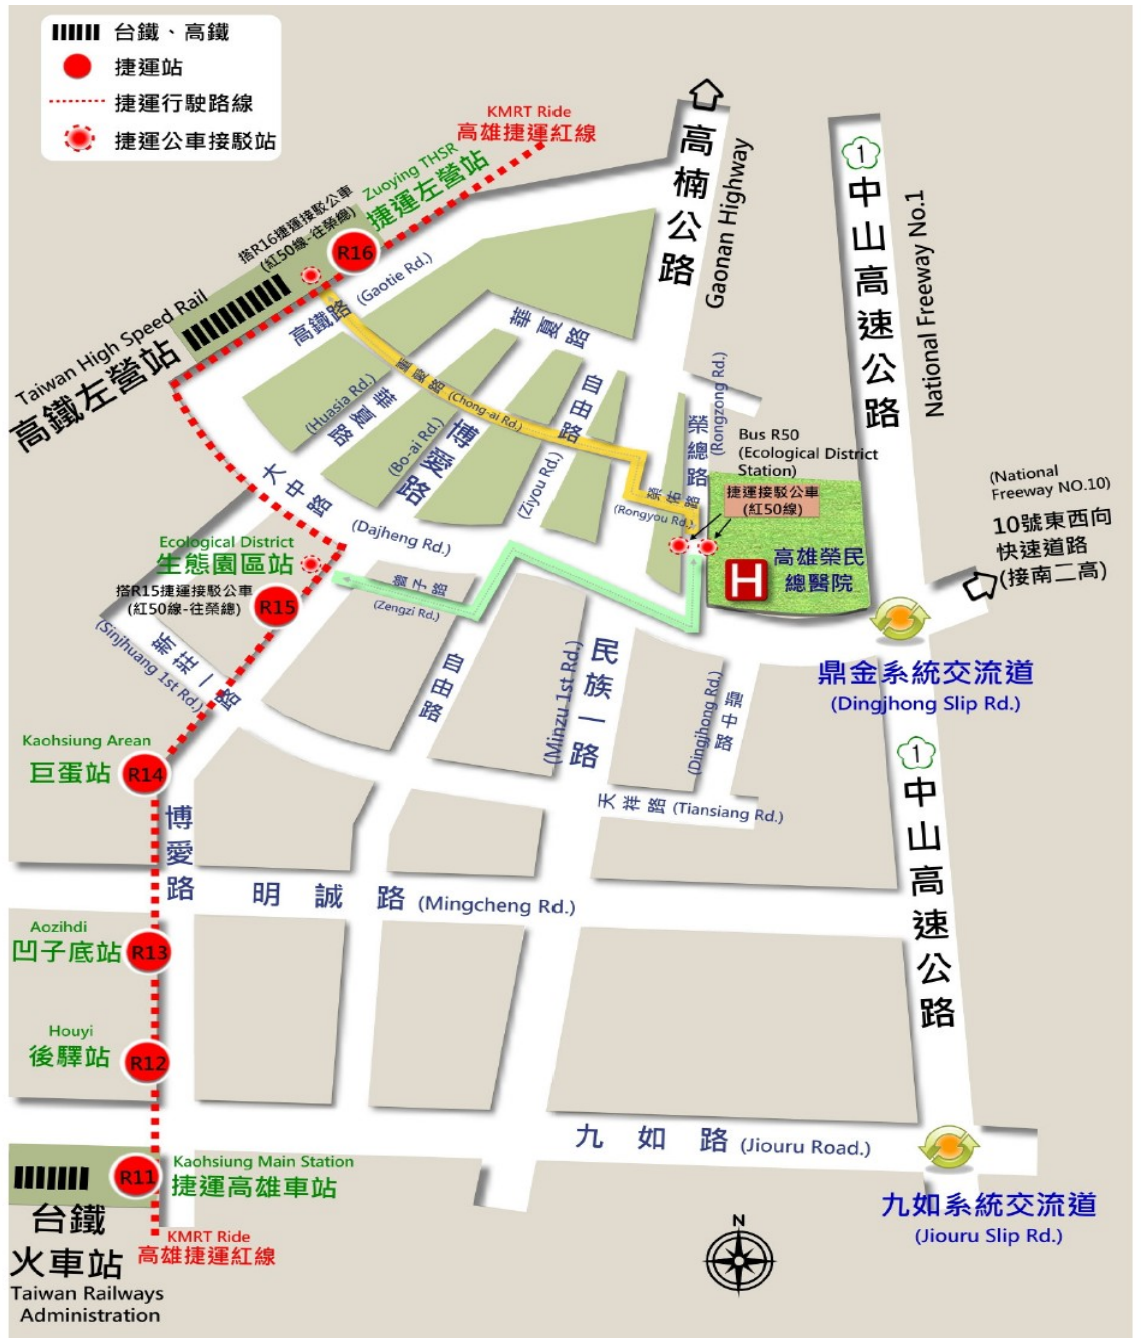 台鐵、高鐵
捷運站
捷運行駛路線
捷運公車接駁站
KMRT Ride
高雄捷運紅線
Zuoying THSR
捷運左營站
搭R16捷運接駁公車
(紅50線-往榮總)
R16
Taiwan High Speed Rail
高鐵左營站
高鐵路 (Gaotie Rd.)
高楠公路
Gaonan Highway
1
中山高速公路
National Freeway No.1
華夏路
(Huasia Rd.)
華夏路
重愛路
(Chong-ai Rd.)
(Bo-ai Rd.)
博愛路
自由路
(Ziyou Rd.)
榮總路
(Rongzong Rd.)
榮佑路
(Rongyou Rd.)
Bus R50
(Ecological District
Station)
捷運接駁公車
(紅50線)
H
高雄榮民
總醫院
(National
Freeway NO.10)
10號東西向
快速道路
(接南二高)
大中路
(Dajheng Rd.)
Ecological District
生態園區站
搭R15捷運接駁公車
(紅50線-往榮總)
R15
曾子路
(Zengzi Rd.)
(Sinjhuang 1st Rd.)
新莊一路
自由路
(Minzu 1st Rd.)
民族一路
(Dingjhong Rd.)
鼎中路
鼎金系統交流道
(Dingjhong Slip Rd.)
Kaohsiung Arean
巨蛋站
R14
天祥路 (Tiansiang Rd.)
1
中山高速公路
博愛路
明誠路 (Mingcheng Rd.)
Aozihdi
凹子底站
R13
Houyi
後驛站
R12
九如路 (Jiouru Road.)
R11
Kaohsiung Main Station
捷運高雄車站
九如系統交流道
(Jiouru Slip Rd.)
台鐵
火車站
Taiwan Railways
Administration
KMRT Ride
高雄捷運紅線
N